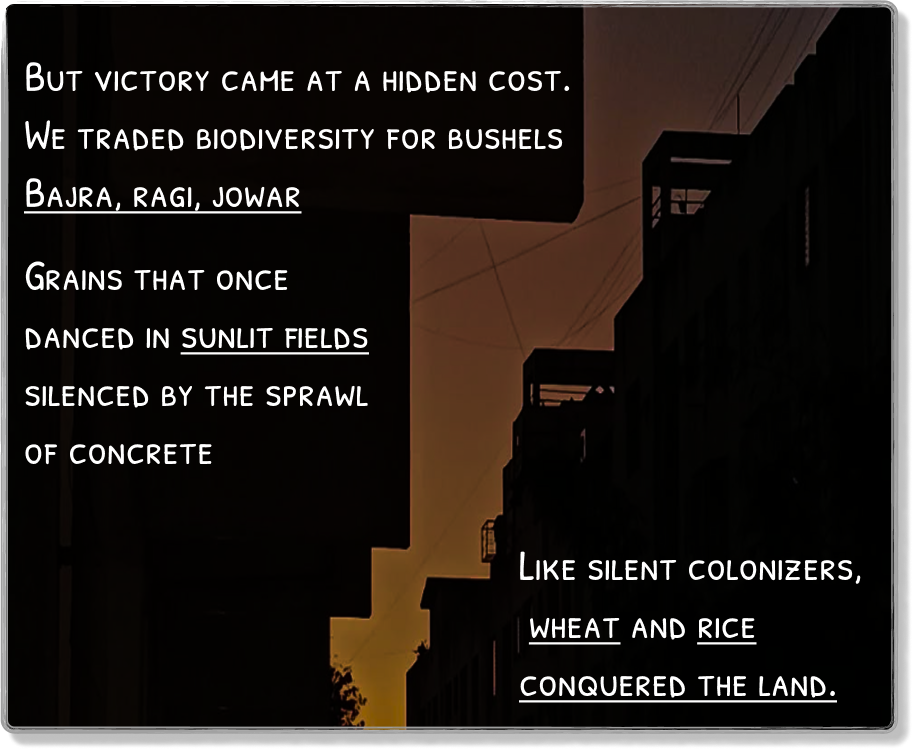 But victory came at a hidden cost.
We traded biodiversity for bushels
Bajra, ragi, jowar
Grains that once
danced in sunlit fields
silenced by the sprawl
of concrete
Like silent colonizers,
wheat and rice
conquered the land.